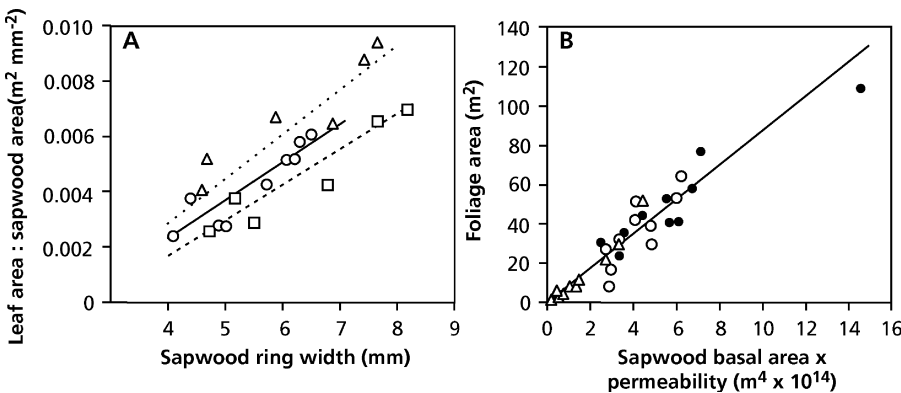 A
Leaf area : sapwood area(m² mm⁻²)
0.010
0.008
0.006
0.004
0.002
0
4 5 6 7 8 9
Sapwood ring width (mm)
B
Foliage area (m²)
140
120
100
80
60
40
20
0
0 2 4 6 8 10 12 14 16
Sapwood basal area x
permeability (m⁴ x 10¹⁴)